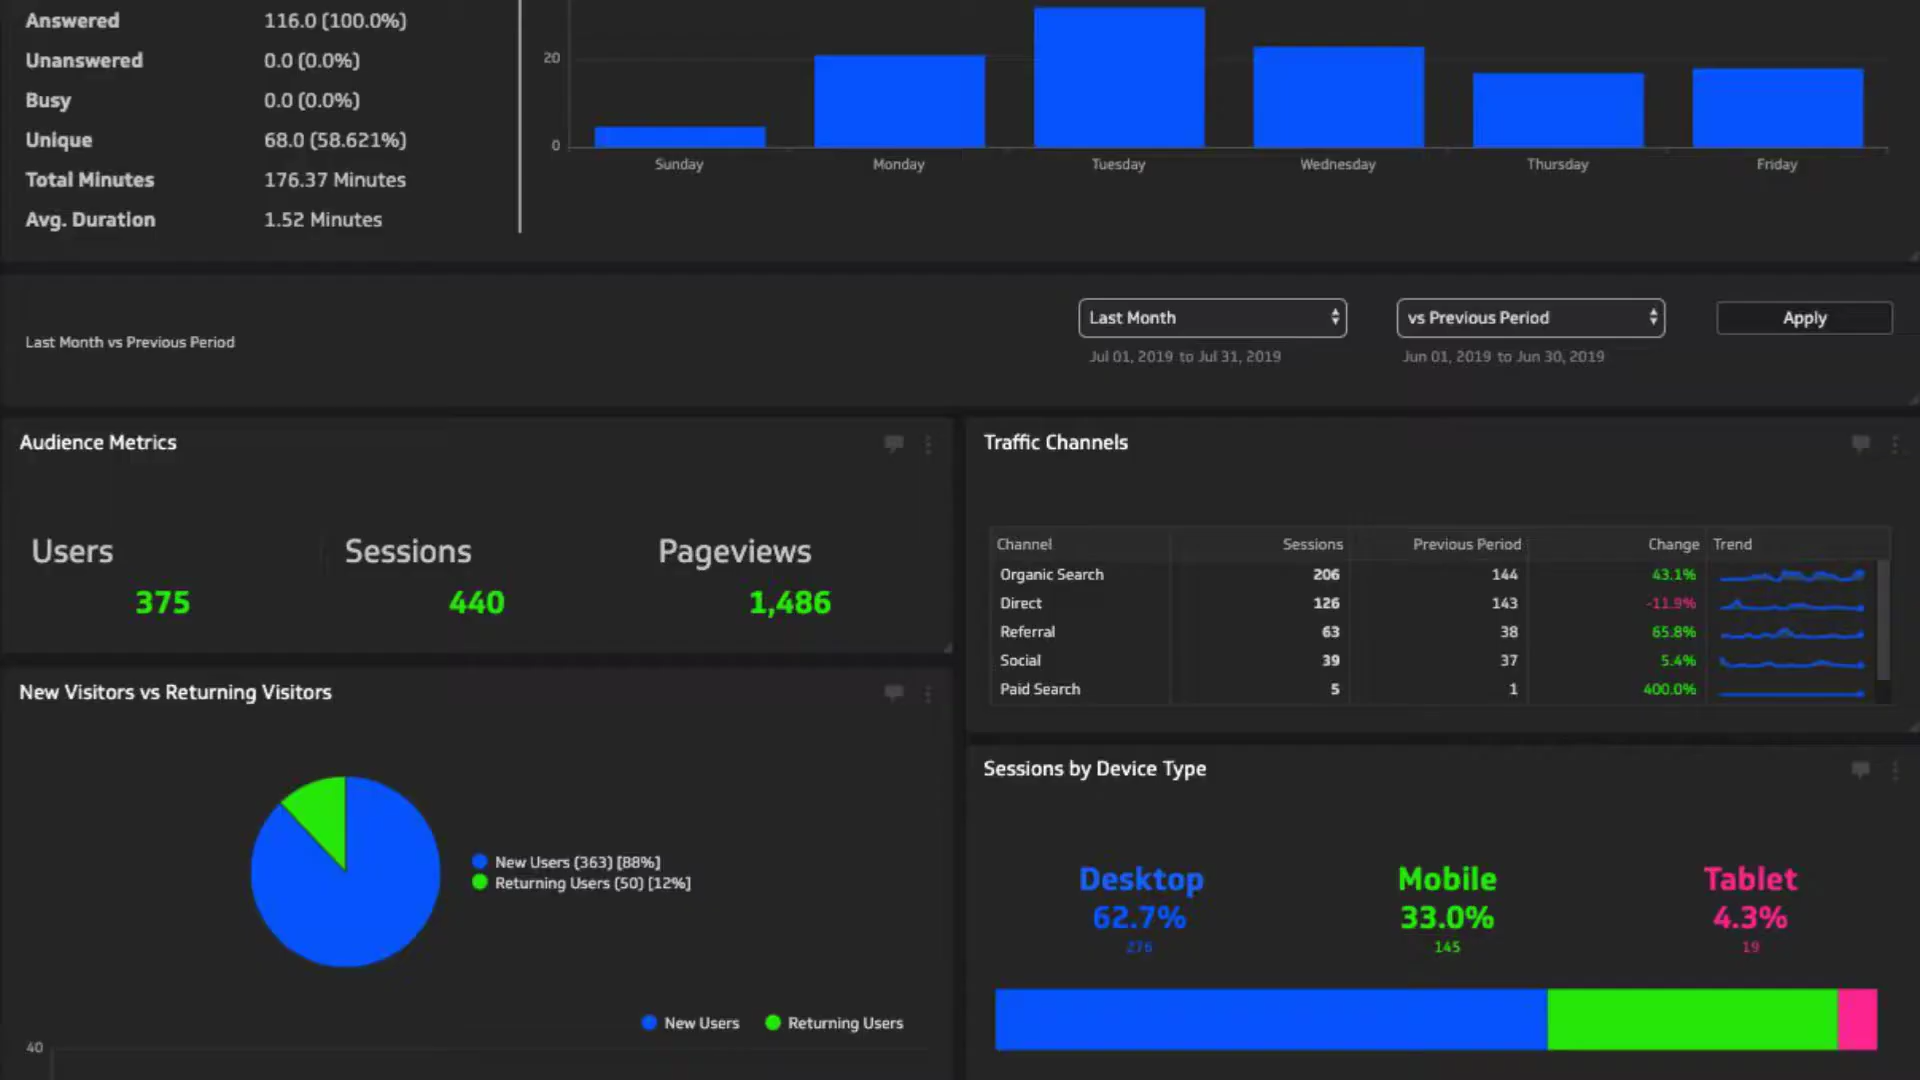 Answered 116.0 (100.0%)
Unanswered 0.0 (0.0%)
Busy 0.0 (0.0%)
Unique 68.0 (58.621%)
Total Minutes 176.37 Minutes
Avg. Duration 1.52 Minutes
20
0
Sunday Monday Tuesday Wednesday Thursday Friday
Last Month vs Previous Period
Last Month
Jul 01, 2019 to Jul 31, 2019
vs Previous Period
Jun 01, 2019 to Jun 30, 2019
Apply
Audience Metrics
Users Sessions Pageviews
375 440 1,486
Traffic Channels
Channel Sessions Previous Period Change Trend
Organic Search 206 144 43.1%
Direct 126 143 -11.9%
Referral 63 38 65.8%
Social 39 37 5.4%
Paid Search 5 1 400.0%
New Visitors vs Returning Visitors
New Users (363) [88%]
Returning Users (50) [12%]
New Users Returning Users
40
Sessions by Device Type
Desktop Mobile Tablet
62.7% 33.0% 4.3%
276 145 19